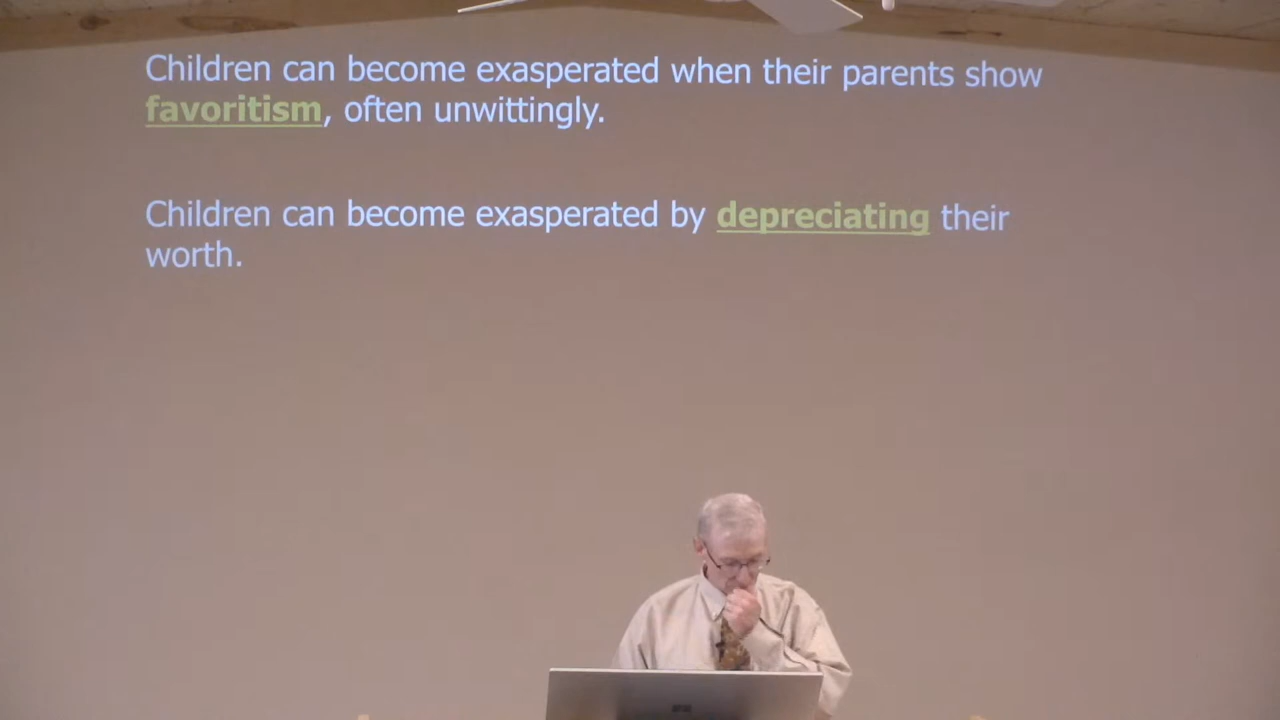 Children can become exasperated when their parents show
favoritism, often unwittingly.
Children can become exasperated by depreciating their
worth.